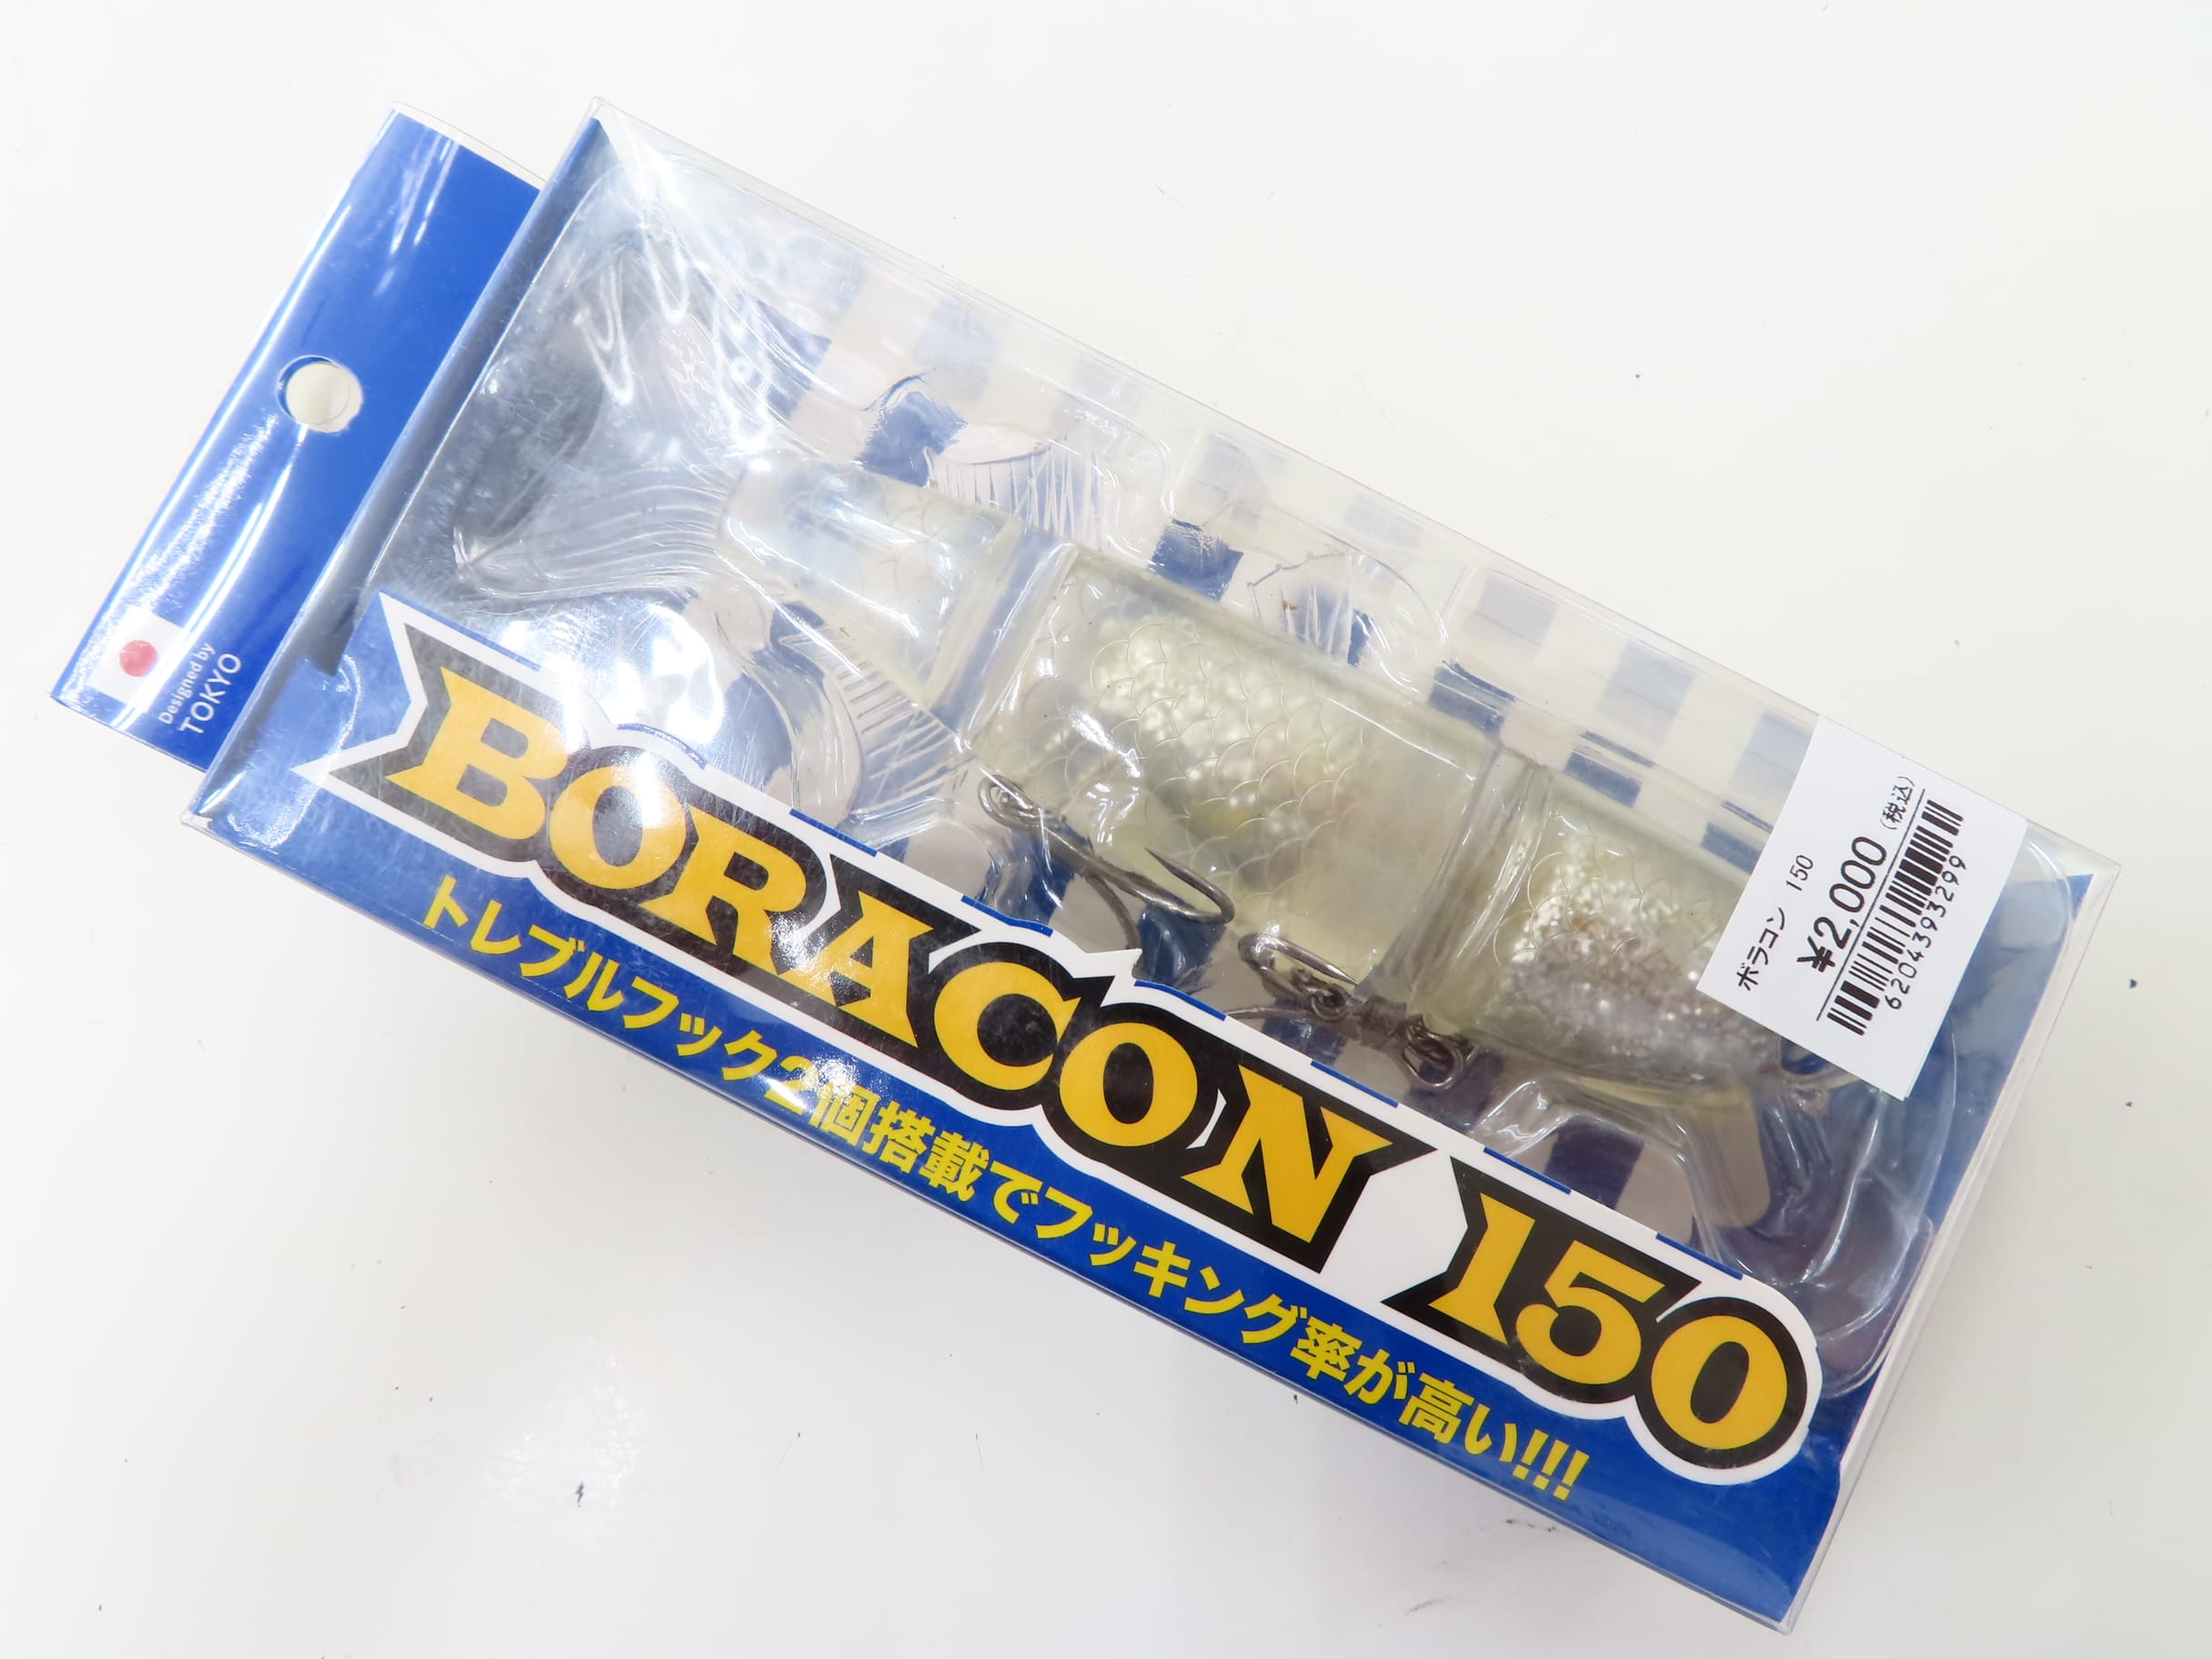 Designed by
TOKYO
BORACON 150
トレブルフック2個搭載でフッキング率が高い!!!
ボラコン 150
¥2,000 (税込)
6204393299